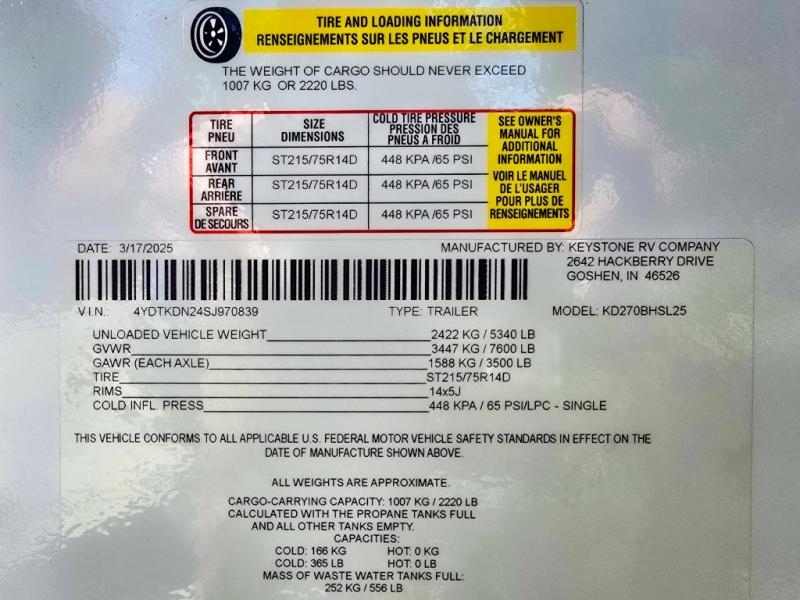 TIRE AND LOADING INFORMATION
RENSEIGNEMENTS SUR LES PNEUS ET LE CHARGEMENT
THE WEIGHT OF CARGO SHOULD NEVER EXCEED
1007 KG OR 2220 LBS.
TIRE PNEU
SIZE DIMENSIONS
COLD TIRE PRESSURE PRESSION DES PNEUS A FROID
SEE OWNER'S MANUAL FOR ADDITIONAL INFORMATION
VOIR LE MANUEL DE L'USAGER POUR PLUS DE RENSEIGNEMENTS
FRONT AVANT ST215/75R14D 448 KPA /65 PSI
REAR ARRIÈRE ST215/75R14D 448 KPA /65 PSI
SPARE DE SECOURS ST215/75R14D 448 KPA /65 PSI
DATE: 3/17/2025 MANUFACTURED BY: KEYSTONE RV COMPANY
2642 HACKBERRY DRIVE
GOSHEN, IN 46526
V.I.N.: 4YDTKDN24SJ970839 TYPE: TRAILER MODEL: KD270BHSL25
UNLOADED VEHICLE WEIGHT 2422 KG / 5340 LB
GVWR 3447 KG / 7600 LB
GAWR (EACH AXLE) 1588 KG / 3500 LB
TIRE ST215/75R14D
RIMS 14x5J
COLD INFL. PRESS 448 KPA / 65 PSI/LPC - SINGLE
THIS VEHICLE CONFORMS TO ALL APPLICABLE U.S. FEDERAL MOTOR VEHICLE SAFETY STANDARDS IN EFFECT ON THE
DATE OF MANUFACTURE SHOWN ABOVE.
ALL WEIGHTS ARE APPROXIMATE.
CARGO-CARRYING CAPACITY: 1007 KG / 2220 LB
CALCULATED WITH THE PROPANE TANKS FULL
AND ALL OTHER TANKS EMPTY.
CAPACITIES:
COLD: 166 KG HOT: 0 KG
COLD: 365 LB HOT: 0 LB
MASS OF WASTE WATER TANKS FULL:
252 KG / 556 LB